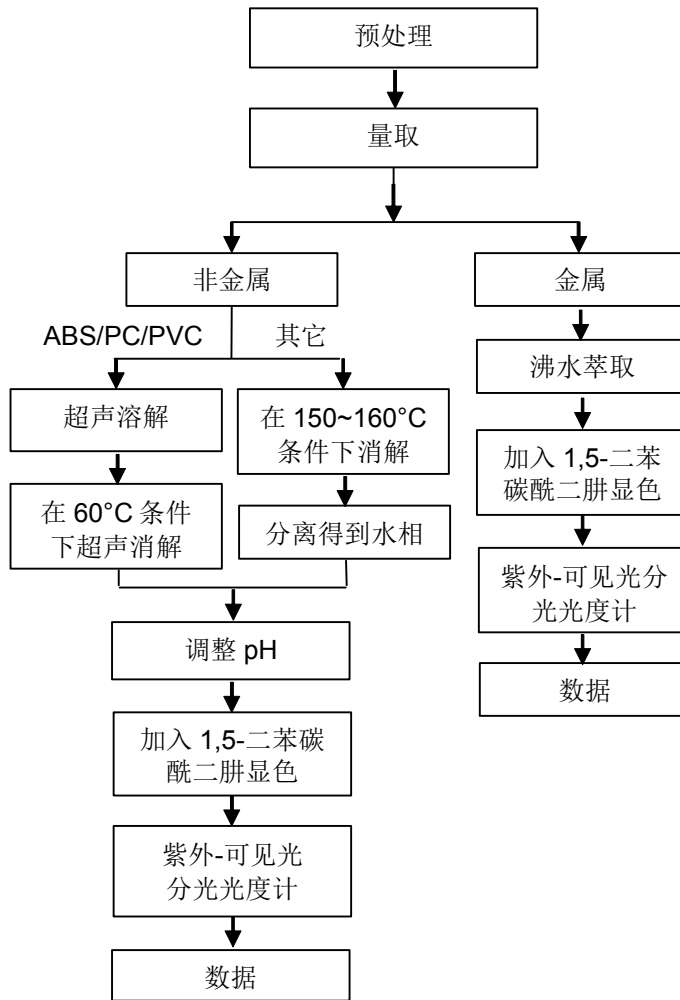 预处理
量取
非金属
金属
ABS/PC/PVC
其它
沸水萃取
超声溶解
在 150~160°C
条件下消解
加入 1,5-二苯
碳酰二肼显色
在 60°C 条件
下超声消解
分离得到水相
紫外-可见光分
光光度计
调整 pH
数据
加入 1,5-二苯碳
酰二肼显色
紫外-可见光
分光光度计
数据